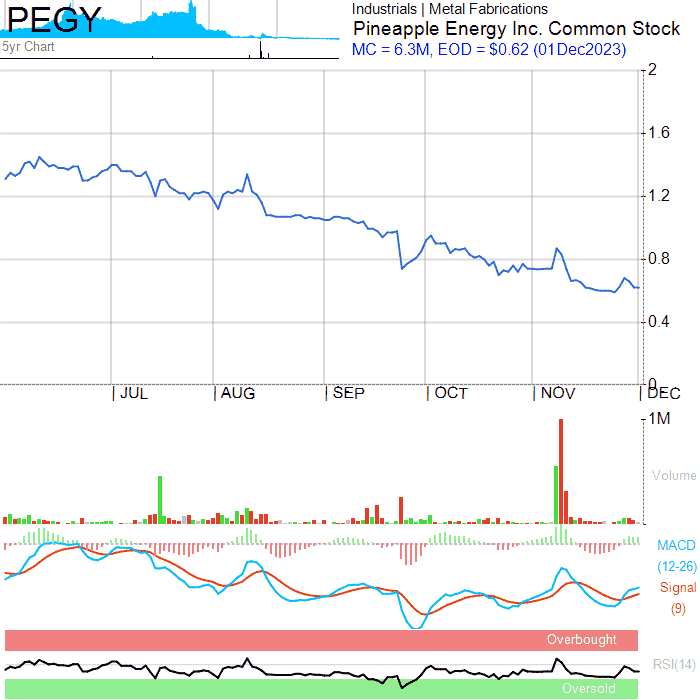 PEGY
5yr Chart
Industrials | Metal Fabrications
Pineapple Energy Inc. Common Stock
MC = 6.3M, EOD = $0.62 (01Dec2023)
2
1.6
1.2
0.8
0.4
0
| JUL | AUG | SEP | OCT | NOV | DEC
1M
Volume
MACD
(12-26)
Signal
(9)
Overbought
RSI(14)
Oversold